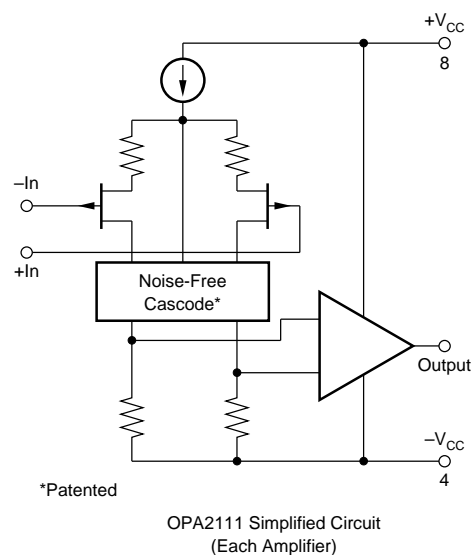 +VCC
8
–In
+In
Noise-Free
Cascode*
Output
–VCC
4
*Patented
OPA2111 Simplified Circuit
(Each Amplifier)